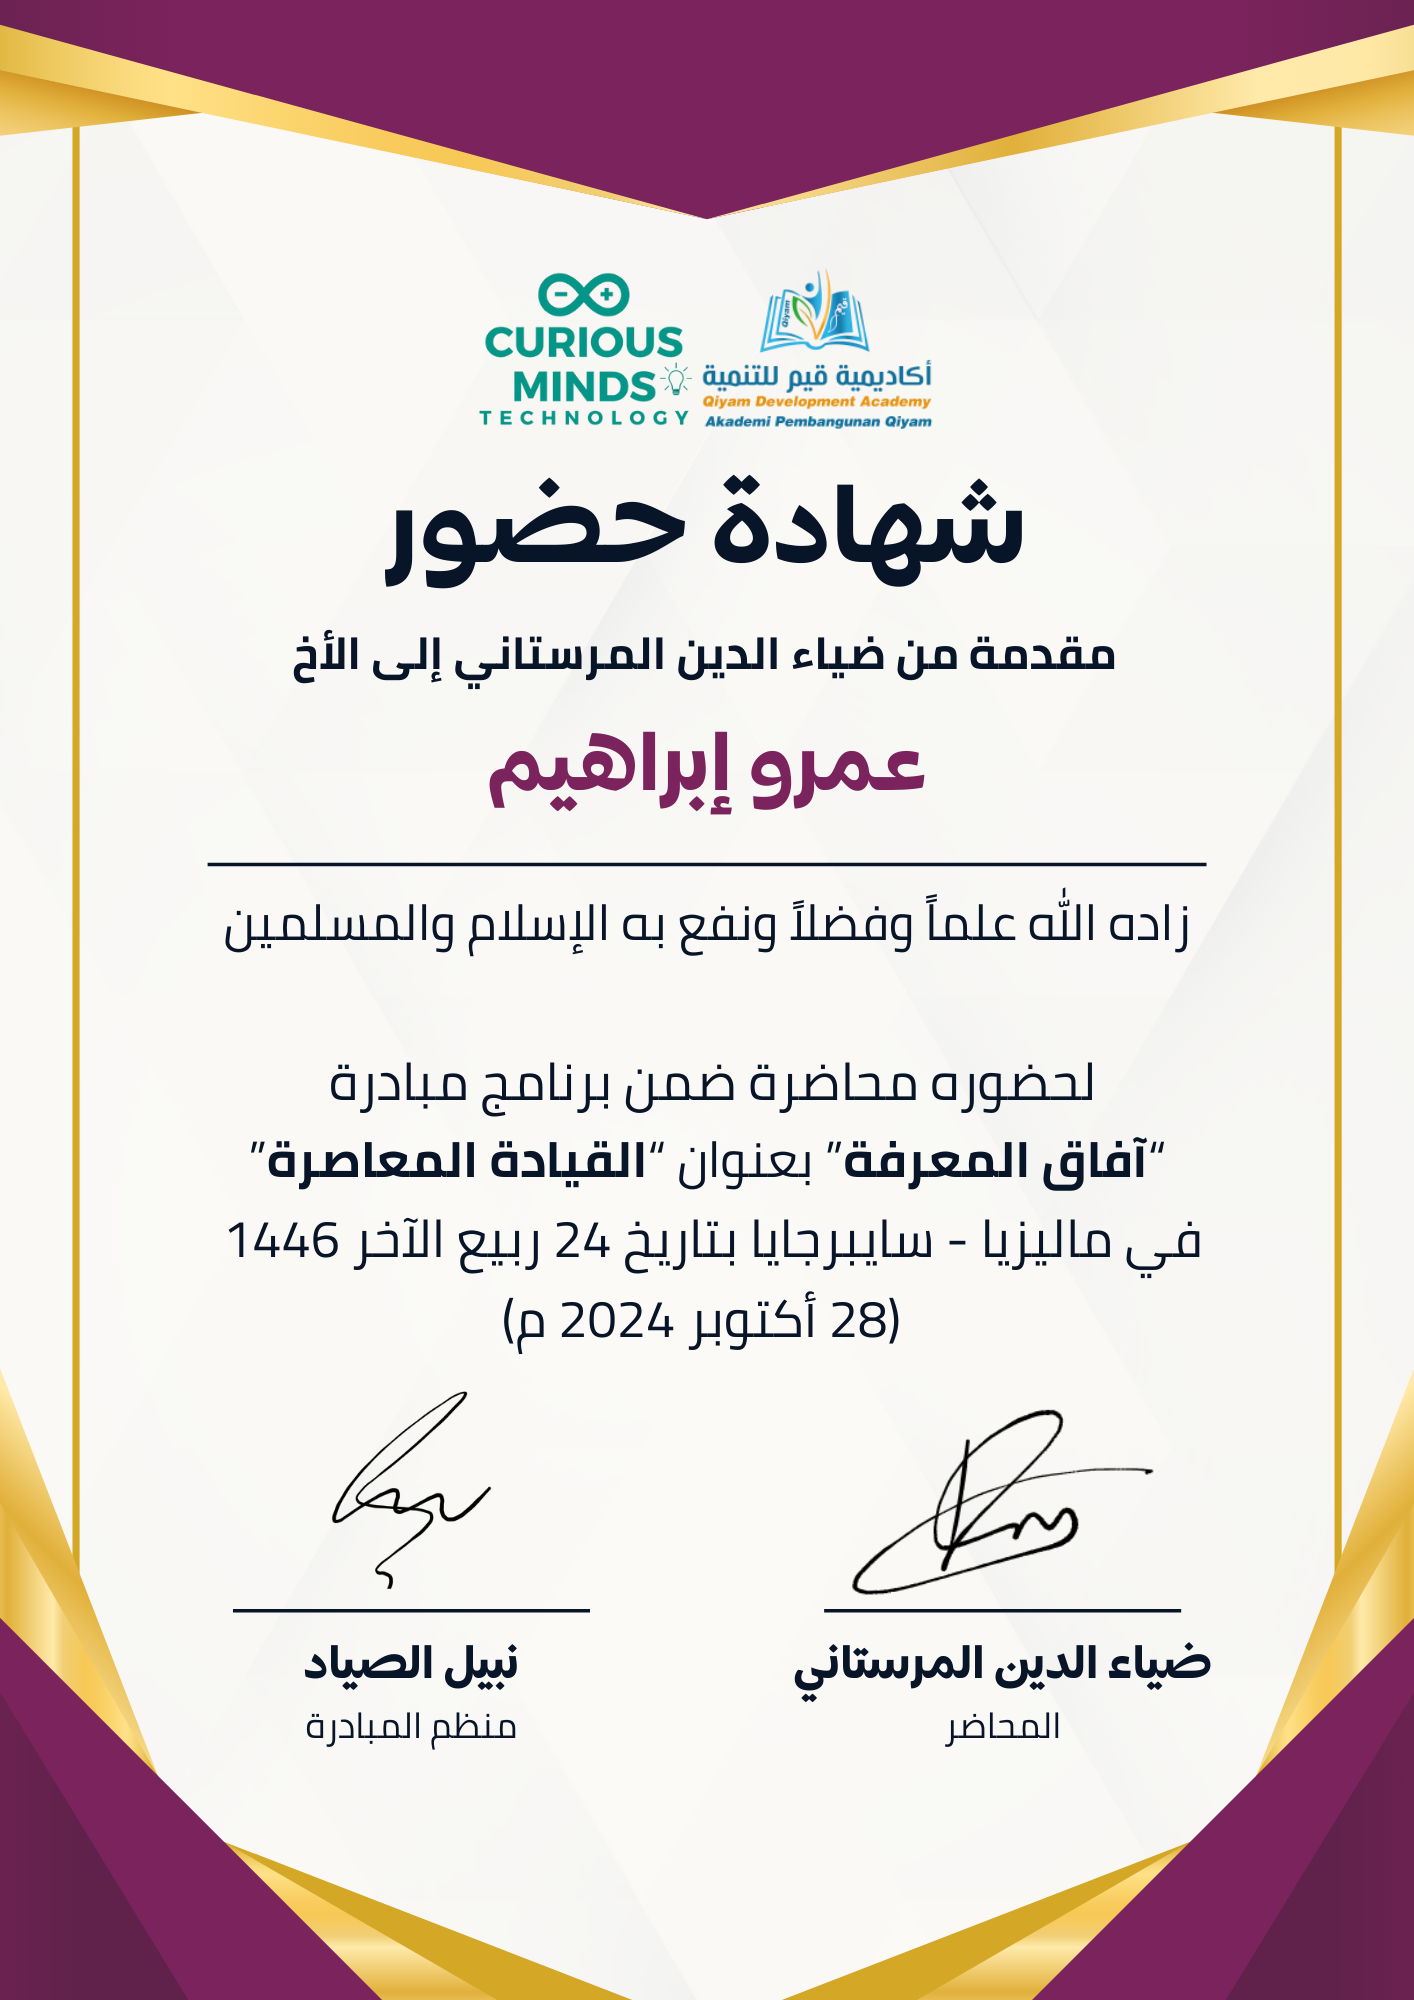 CURIOUS
MINDS
TECHNOLOGY
Qiyam
قيم
أكاديمية قيم للتنمية
Qiyam Development Academy
Akademi Pembangunan Qiyam
شهادة حضور
مقدمة من ضياء الدين المرستاني إلى الأخ
عمرو إبراهيم
زاده الله علماً وفضلاً ونفع به الإسلام والمسلمين
لحضوره محاضرة ضمن برنامج مبادرة
“آفاق المعرفة” بعنوان “القيادة المعاصرة”
في ماليزيا - سايبرجايا بتاريخ 24 ربيع الآخر 1446
(28 أكتوبر 2024 م)
ضياء الدين المرستاني
المحاضر
نبيل الصياد
منظم المبادرة